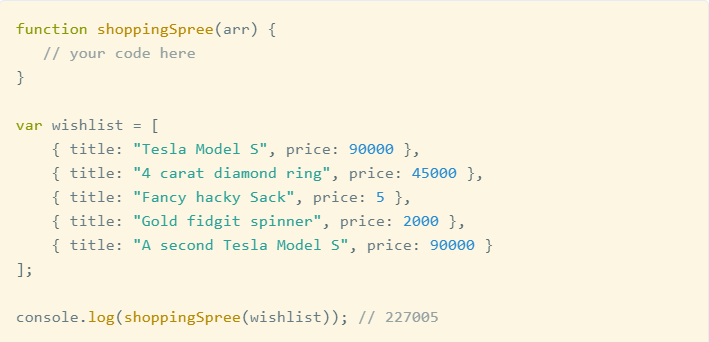 function shoppingSpree(arr) {
   // your code here
}

var wishlist = [
    { title: "Tesla Model S", price: 90000 },
    { title: "4 carat diamond ring", price: 45000 },
    { title: "Fancy hacky Sack", price: 5 },
    { title: "Gold fidgit spinner", price: 2000 },
    { title: "A second Tesla Model S", price: 90000 }
];

console.log(shoppingSpree(wishlist)); // 227005